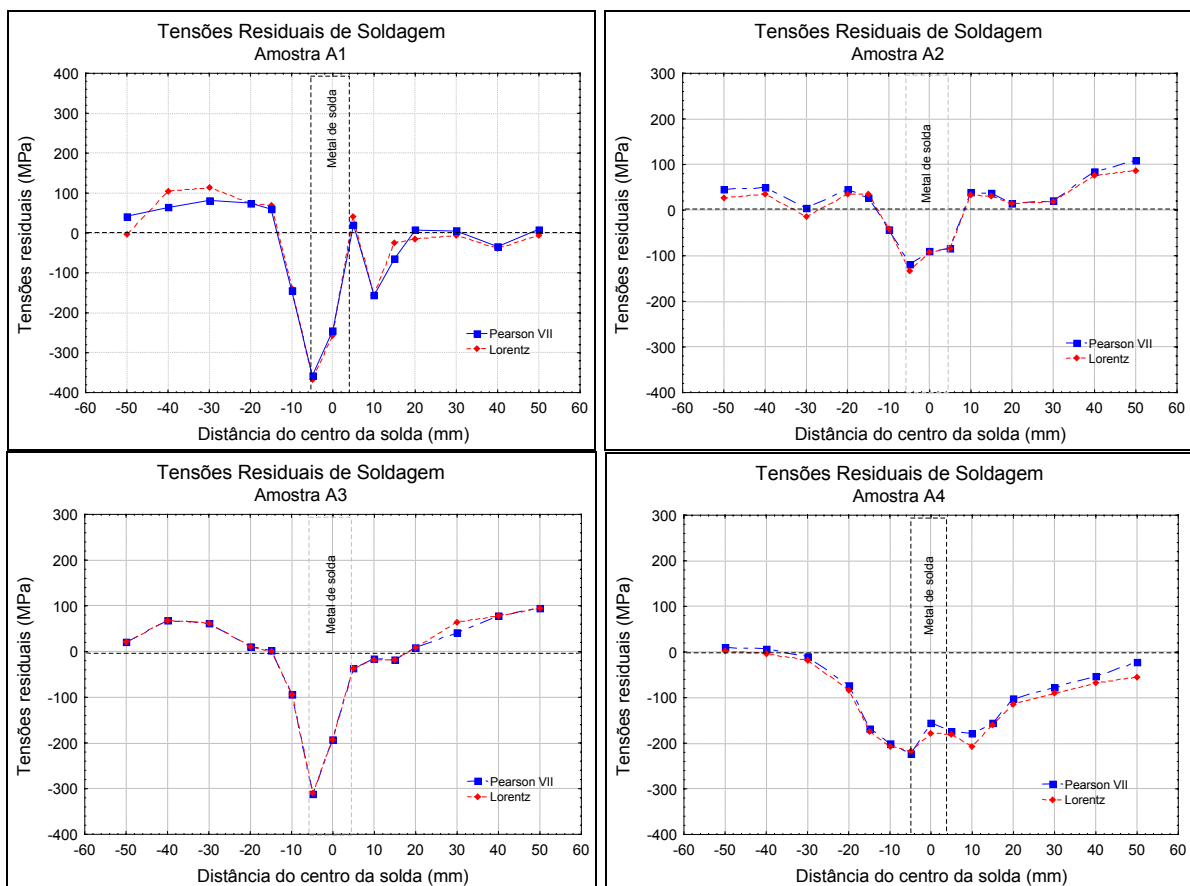 Tensões Residuais de Soldagem
Amostra A1
400
300
200
100
0
-100
-200
-300
-400
-60 -50 -40 -30 -20 -10 0 10 20 30 40 50 60
Tensões residuais (MPa)
Distância do centro da solda (mm)
Metal de solda
Pearson VII
Lorentz
Tensões Residuais de Soldagem
Amostra A2
300
200
100
0
-100
-200
-300
-400
-60 -50 -40 -30 -20 -10 0 10 20 30 40 50 60
Tensões residuais (MPa)
Distância do centro da solda (mm)
Metal de solda
Pearson VII
Lorentz
Tensões Residuais de Soldagem
Amostra A3
300
200
100
0
-100
-200
-300
-400
-60 -50 -40 -30 -20 -10 0 10 20 30 40 50 60
Tensões residuais (MPa)
Distância do centro da solda (mm)
Metal de solda
Pearson VII
Lorentz
Tensões Residuais de Soldagem
Amostra A4
300
200
100
0
-100
-200
-300
-400
-60 -50 -40 -30 -20 -10 0 10 20 30 40 50 60
Tensões residuais (MPa)
Distância do centro da solda (mm)
Metal de solda
Pearson VII
Lorentz